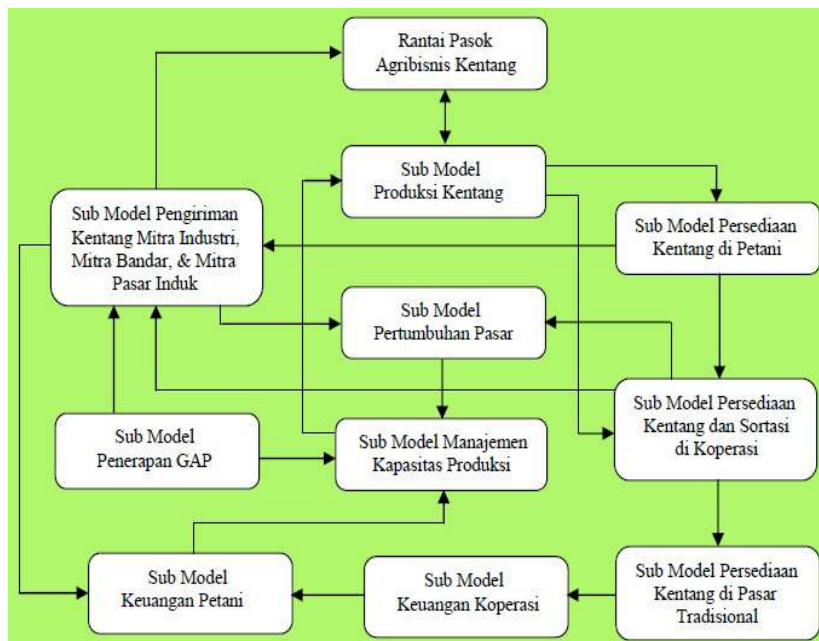 Rantai Pasok
Agribisnis Kentang
Sub Model
Produksi Kentang
Sub Model Pengiriman
Kentang Mitra Industri,
Mitra Bandar, & Mitra
Pasar Induk
Sub Model Persediaan
Kentang di Petani
Sub Model
Pertumbuhan Pasar
Sub Model Persediaan
Kentang dan Sortasi
di Koperasi
Sub Model
Penerapan GAP
Sub Model Manajemen
Kapasitas Produksi
Sub Model
Keuangan Petani
Sub Model
Keuangan Koperasi
Sub Model Persediaan
Kentang di Pasar
Tradisional